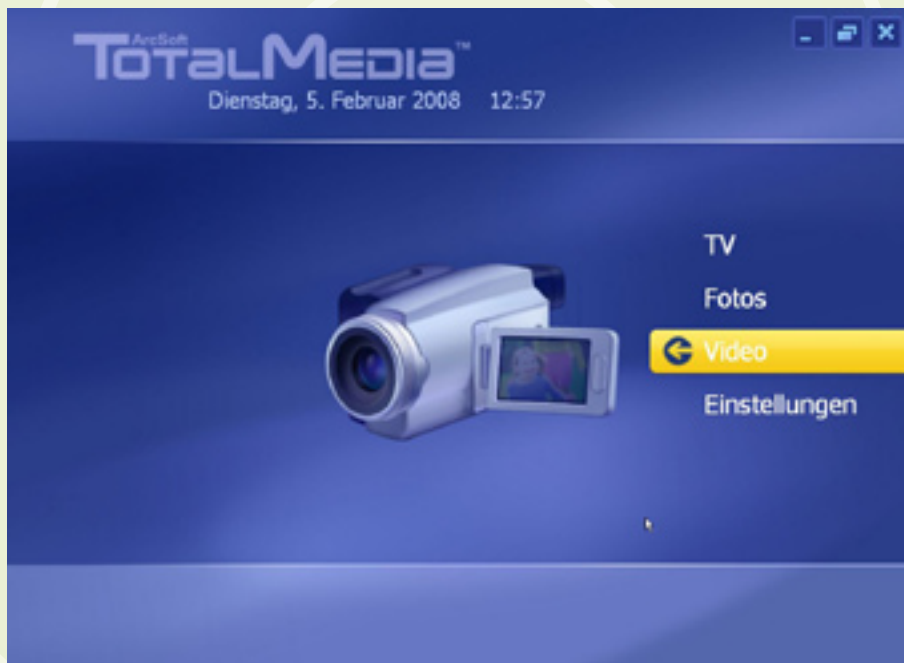 ArcSoft
TotalMedia™
Dienstag, 5. Februar 2008 12:57
TV
Fotos
Video
Einstellungen